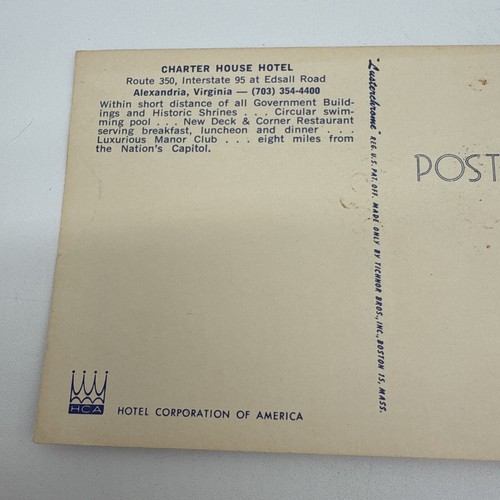 CHARTER HOUSE HOTEL
Route 350, Interstate 95 at Edsall Road
Alexandria, Virginia — (703) 354-4400
Within short distance of all Government Build-
ings and Historic Shrines . . . Circular swim-
ming pool . . . New Deck & Corner Restaurant
serving breakfast, luncheon and dinner . . .
Luxurious Manor Club . . . eight miles from
the Nation's Capitol.
HCA
HOTEL CORPORATION OF AMERICA
"Lusterchrome" REG. U.S. PAT. OFF. MADE ONLY BY TICHNOR BROS., INC., BOSTON 15, MASS.
POST